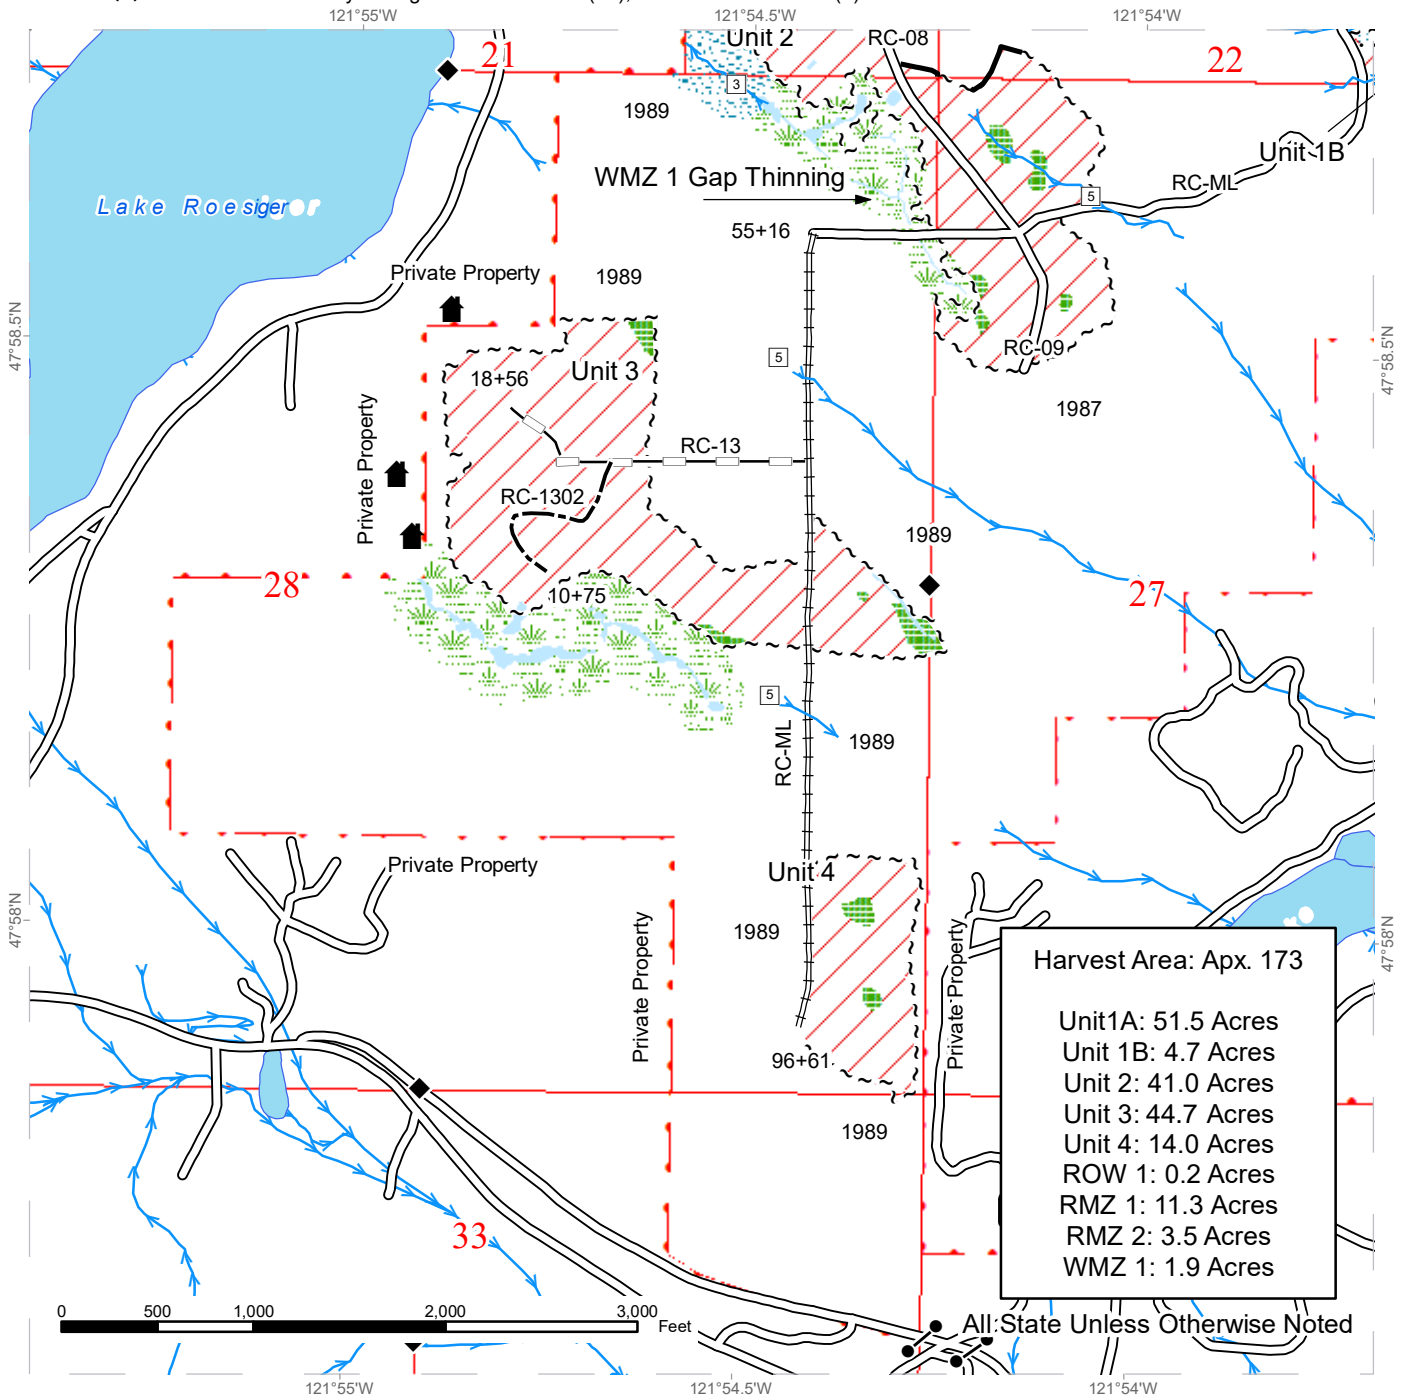 121°55'W
121°54.5'W
121°54'W
21
Unit 2
RC-08
22
3
1989
Unit 1B
WMZ 1 Gap Thinning
RC-ML
5
Lake Roesiger
55+16
Private Property
1989
47°58.5'N
47°58.5'N
RC-09
5
Unit 3
18+56
1987
Private Property
RC-13
RC-1302
1989
28
10+75
27
5
RC-ML
1989
Private Property
Unit 4
47°58'N
47°58'N
1989
Private Property
Private Property
Harvest Area: Apx. 173
Unit1A: 51.5 Acres
Unit 1B: 4.7 Acres
Unit 2: 41.0 Acres
Unit 3: 44.7 Acres
Unit 4: 14.0 Acres
ROW 1: 0.2 Acres
RMZ 1: 11.3 Acres
RMZ 2: 3.5 Acres
WMZ 1: 1.9 Acres
96+61
1989
33
0 500 1,000 2,000 3,000
Feet
All State Unless Otherwise Noted
121°55'W
121°54.5'W
121°54'W